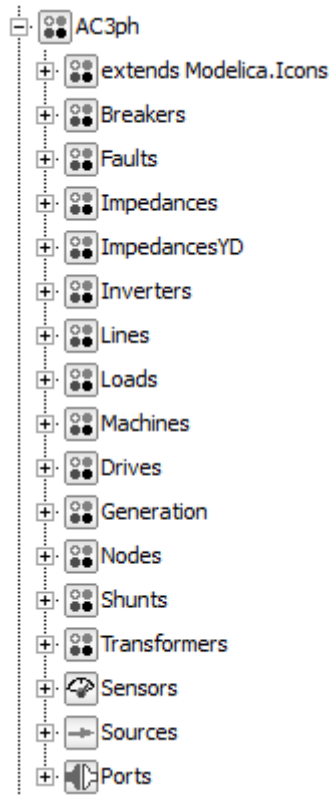 AC3ph
extends Modelica.Icons
Breakers
Faults
Impedances
ImpedancesYD
Inverters
Lines
Loads
Machines
Drives
Generation
Nodes
Shunts
Transformers
Sensors
Sources
Ports